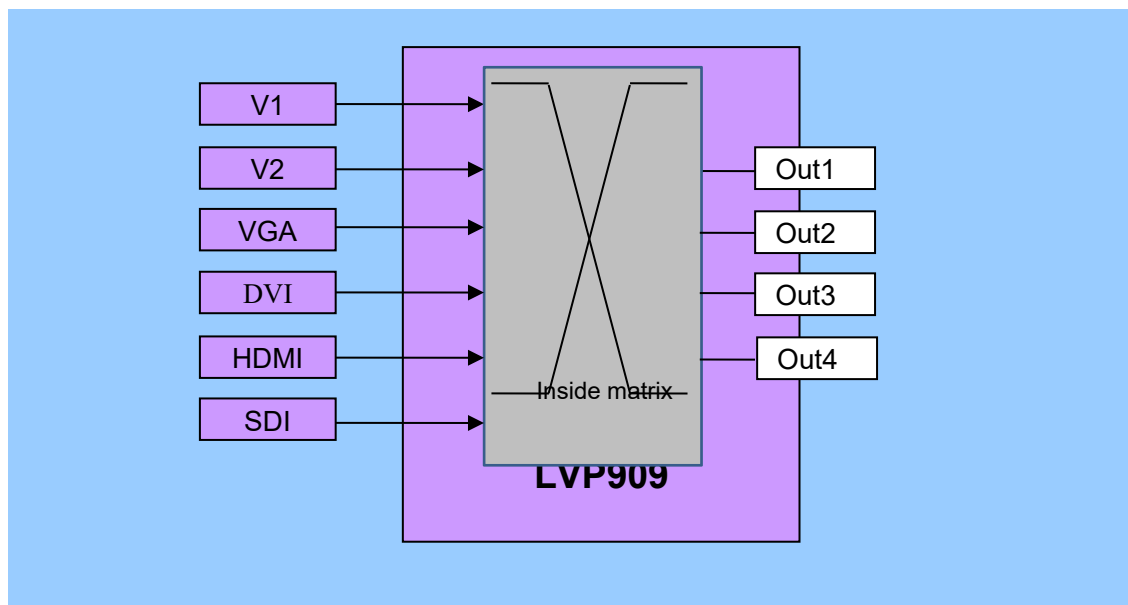 V1
V2
VGA
DVI
HDMI
SDI
Out1
Out2
Out3
Out4
Inside matrix
LVP909